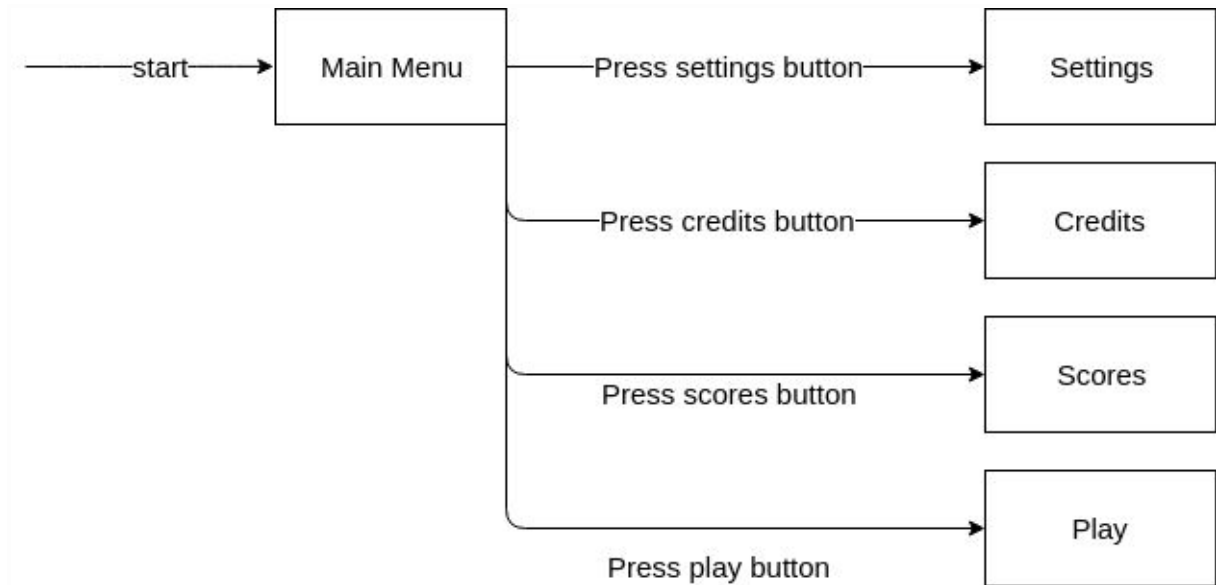 start
Main Menu
Press settings button
Settings
Press credits button
Credits
Press scores button
Scores
Press play button
Play